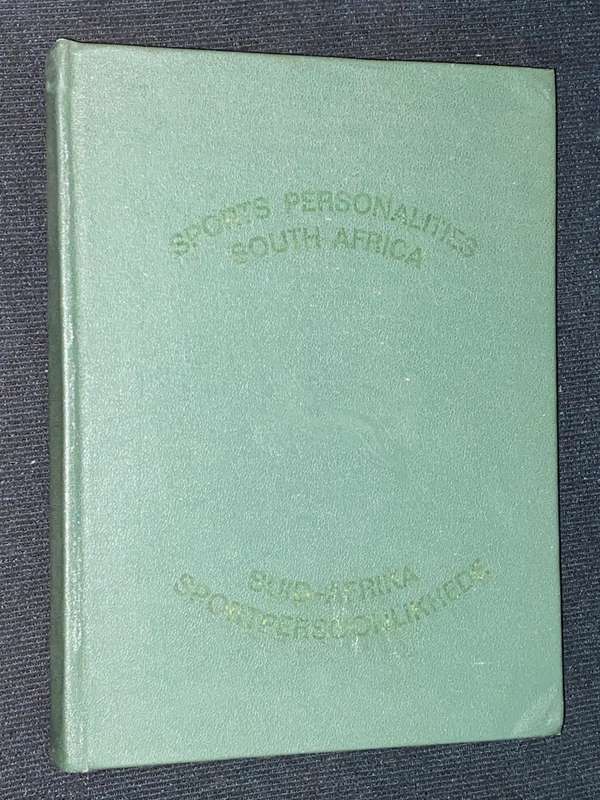 SPORTS PERSONALITIES
SOUTH AFRICA
SUID-AFRIKA
SPORTPERSOONLIKHEDE